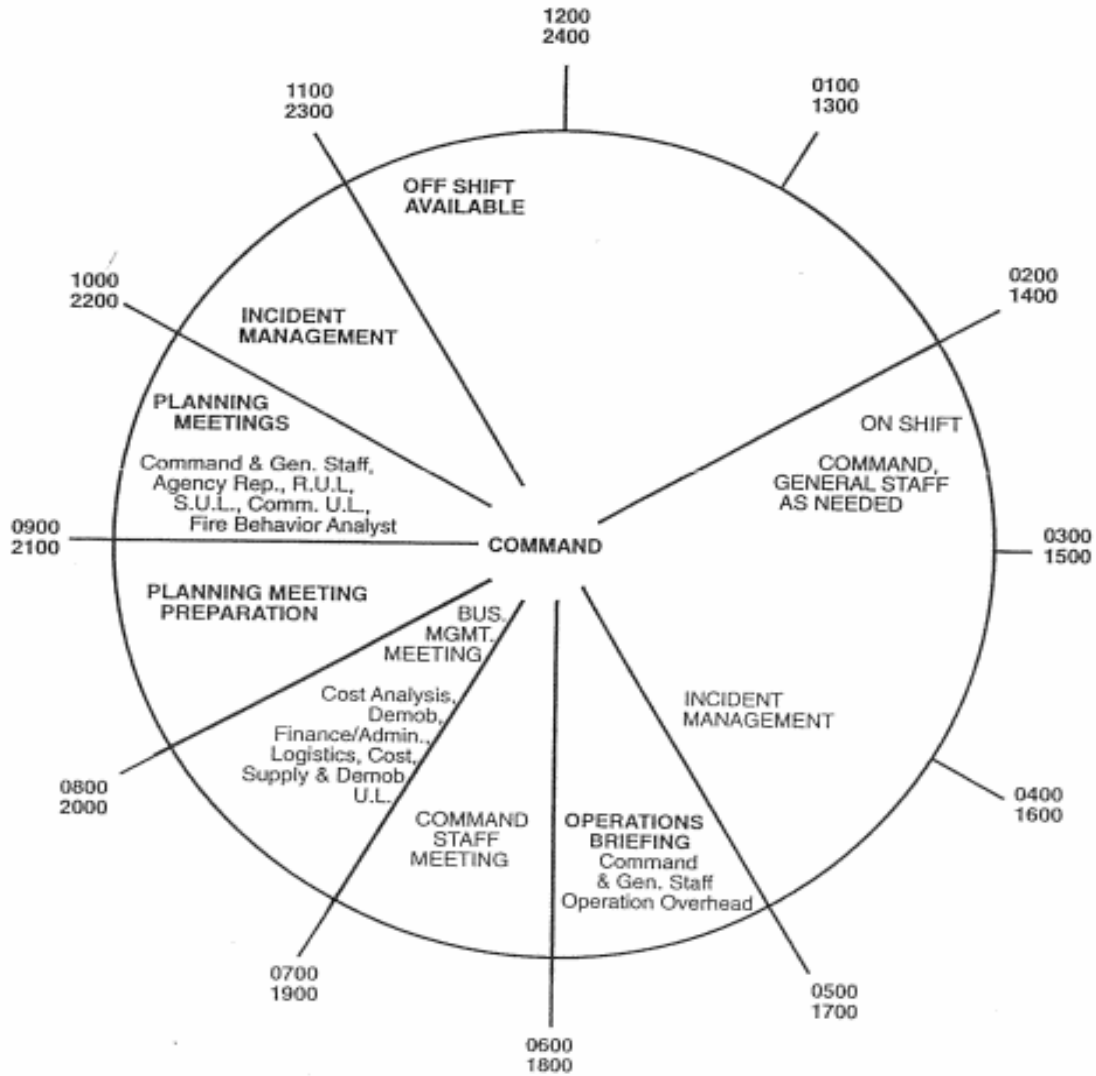 1200
2400
0100
1300
1100
2300
OFF SHIFT
AVAILABLE
0200
1400
1000
2200
INCIDENT
MANAGEMENT
PLANNING
MEETINGS
Command & Gen. Staff,
Agency Rep., R.U.L,
S.U.L., Comm. U.L.,
Fire Behavior Analyst
ON SHIFT
COMMAND,
GENERAL STAFF
AS NEEDED
0900
2100
COMMAND
0300
1500
PLANNING MEETING
PREPARATION
BUS.
MGMT.
MEETING
Cost Analysis,
Demob,
Finance/Admin.,
Logistics, Cost,
Supply & Demob
U.L.
INCIDENT
MANAGEMENT
0800
2000
0400
1600
COMMAND
STAFF
MEETING
OPERATIONS
BRIEFING
Command
& Gen. Staff
Operation Overhead
0700
1900
0500
1700
0600
1800